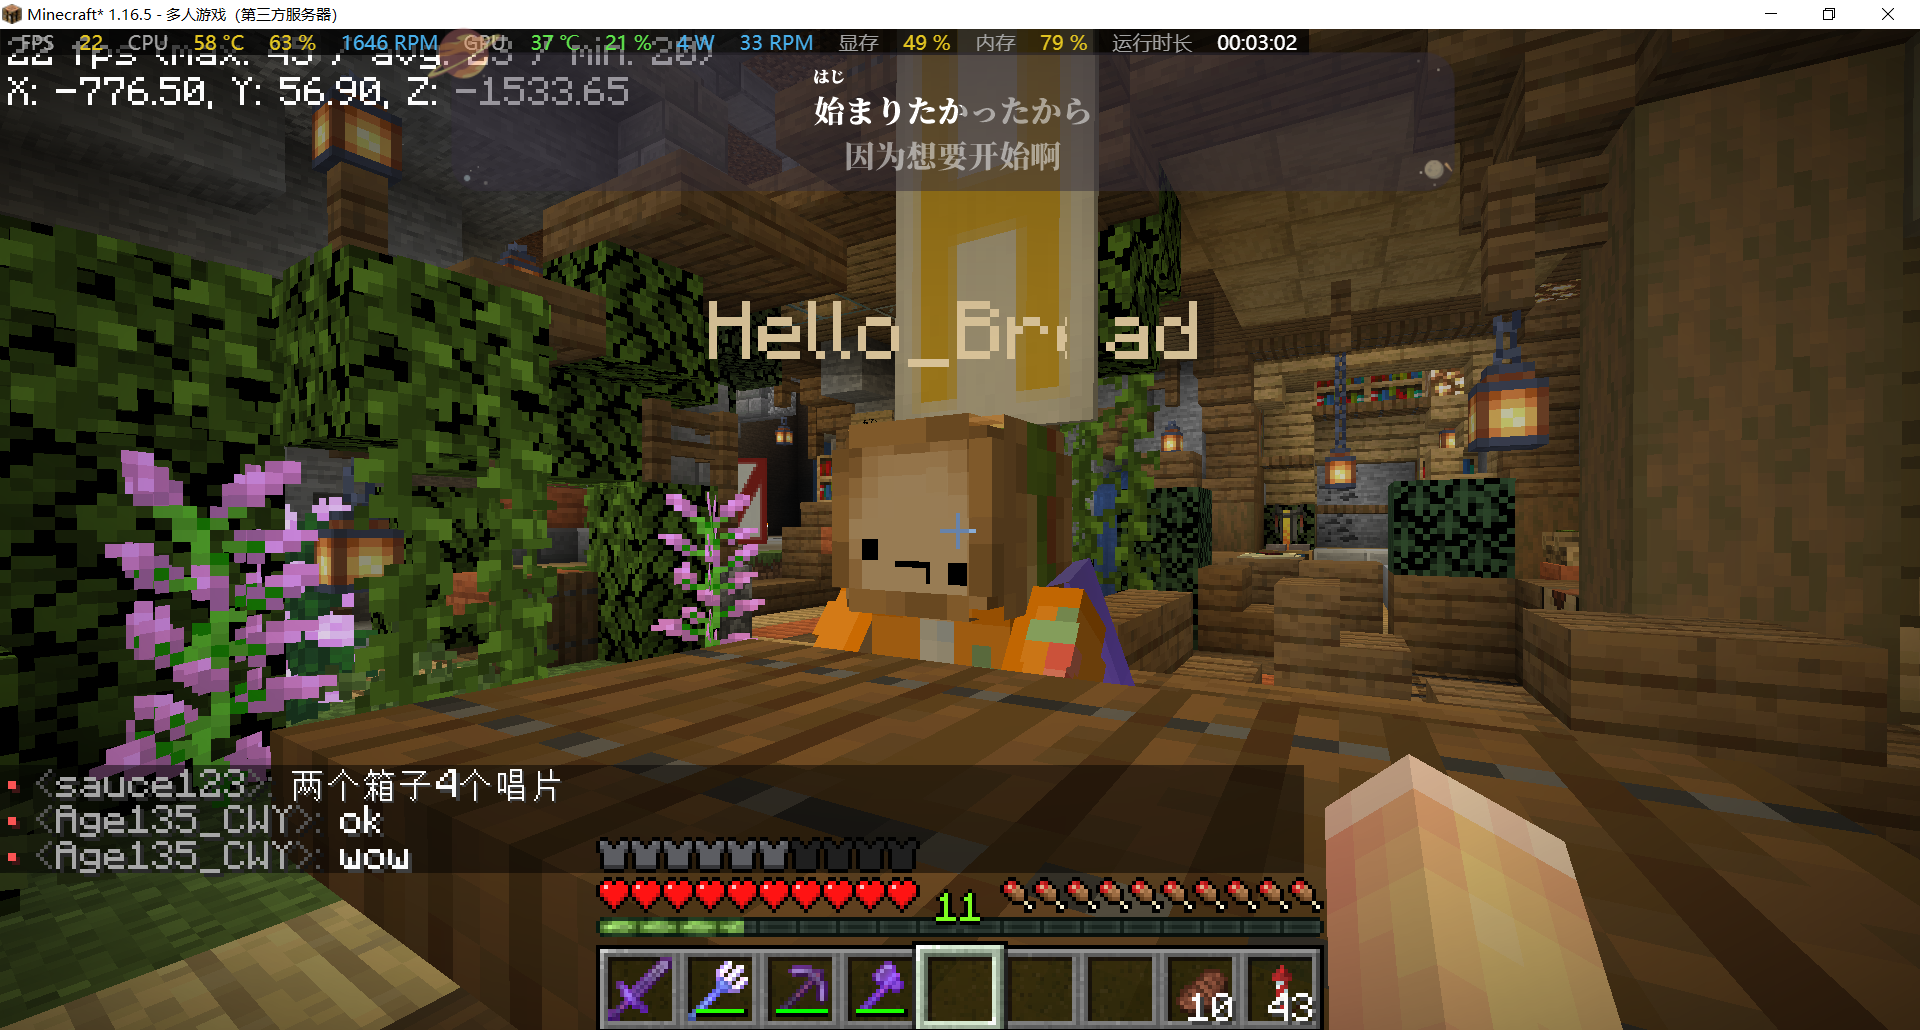 Minecraft* 1.16.5 - 多人游戏（第三方服务器）
FPS 22 CPU 58 °C 63 % 1646 RPM GPU 37 °C 21 % 4 W 33 RPM 显存 49 % 内存 79 % 运行时长 00:03:02
X: -776.50, Y: 56.90, Z: -1533.65
はじ
始まりたかったから
因为想要开始啊
<sauce123>: 两个箱子4个唱片
<Age135_CWY>: ok
<Age135_CWY>: wow
11
10 43